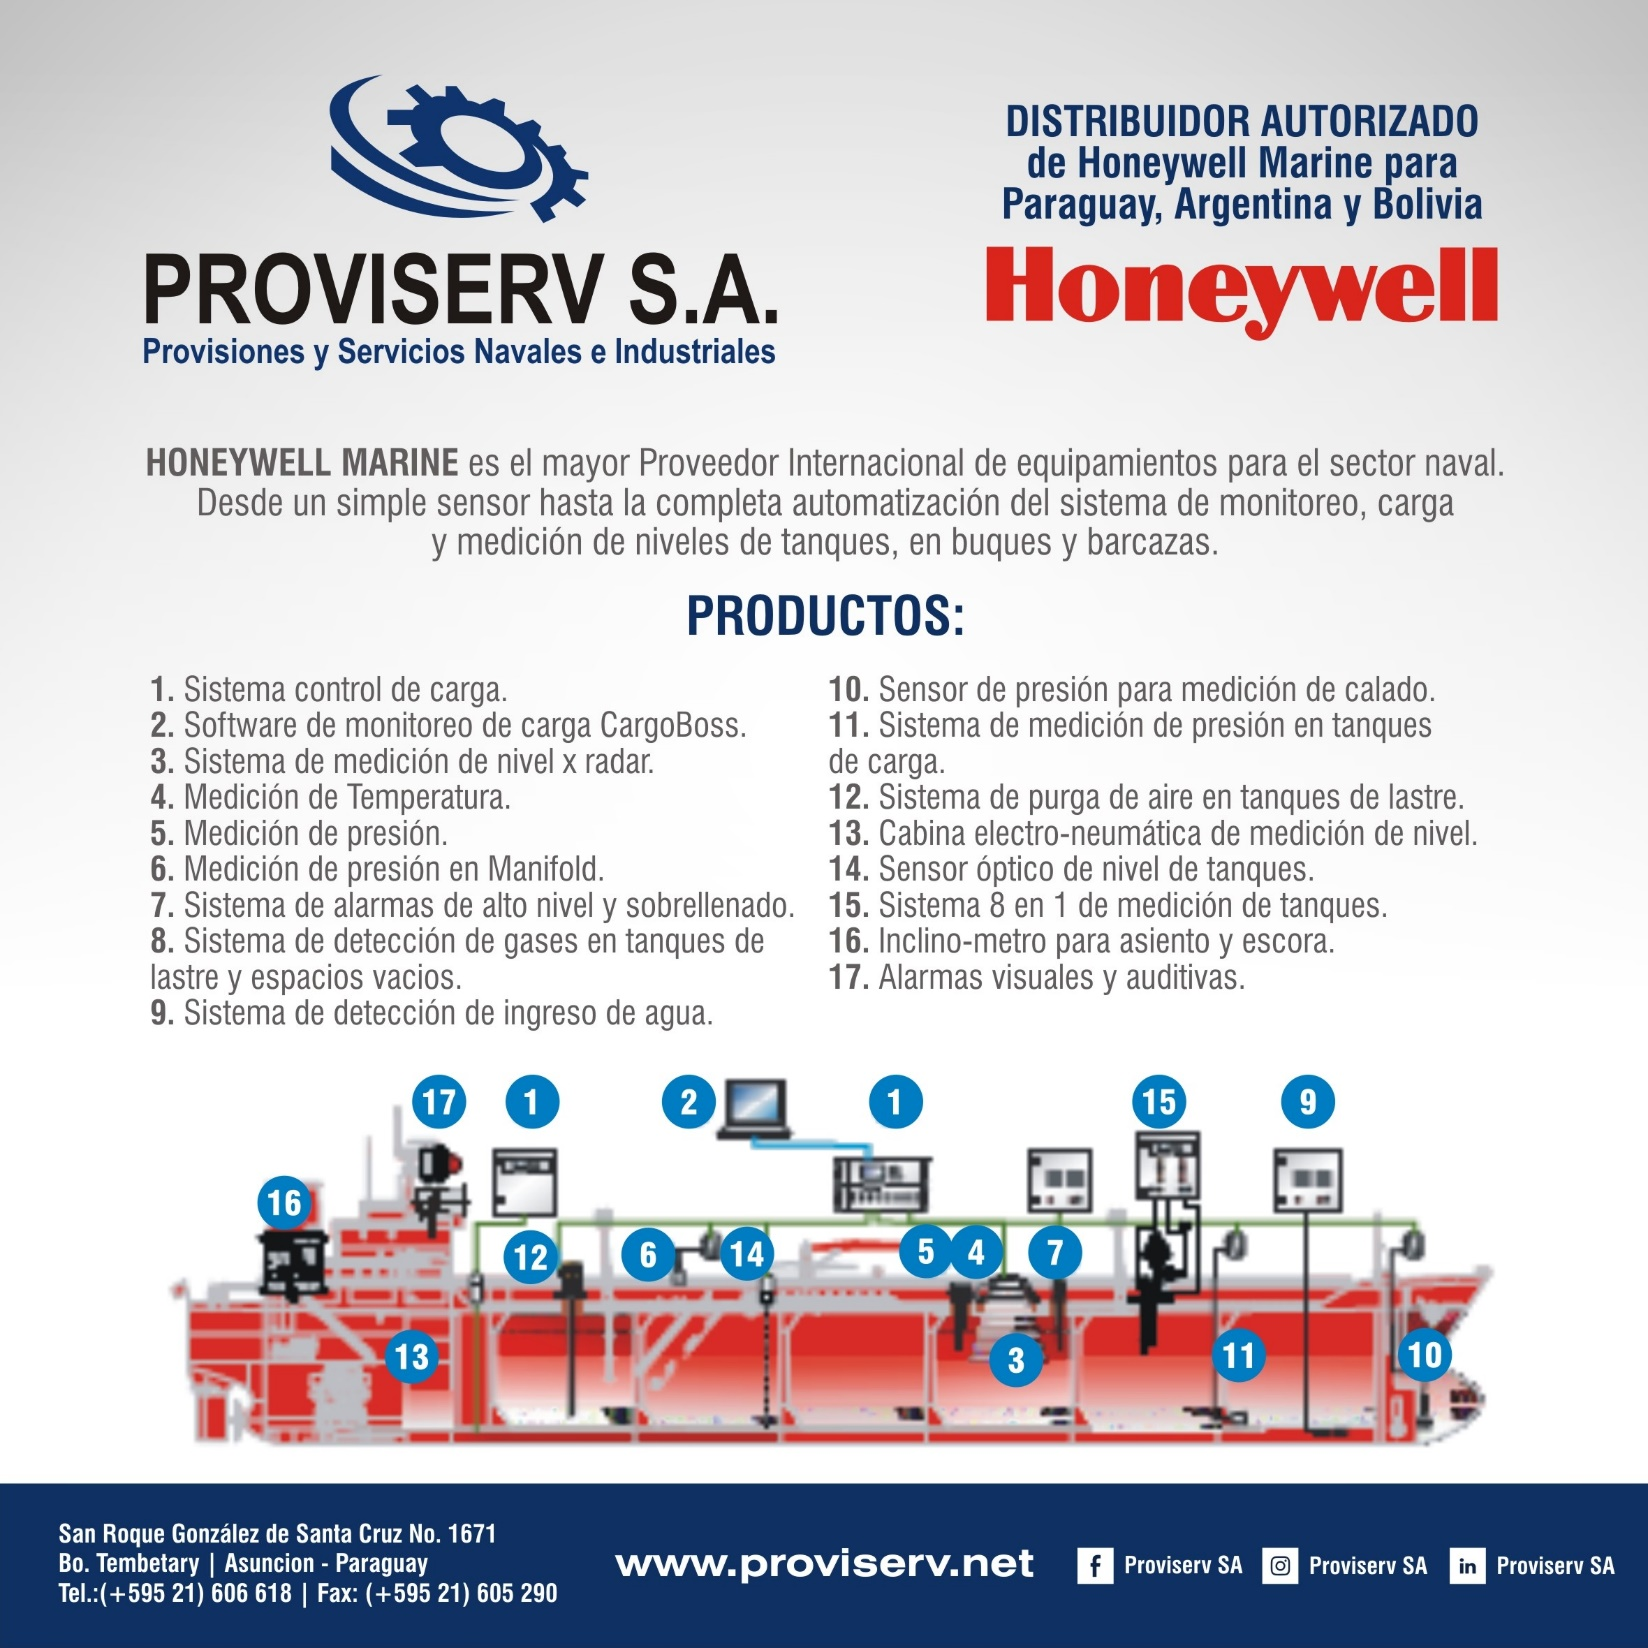 PROVISERV S.A.
Provisiones y Servicios Navales e Industriales
DISTRIBUIDOR AUTORIZADO
de Honeywell Marine para
Paraguay, Argentina y Bolivia
Honeywell
HONEYWELL MARINE es el mayor Proveedor Internacional de equipamientos para el sector naval.
Desde un simple sensor hasta la completa automatización del sistema de monitoreo, carga
y medición de niveles de tanques, en buques y barcazas.
PRODUCTOS:
1. Sistema control de carga.
2. Software de monitoreo de carga CargoBoss.
3. Sistema de medición de nivel x radar.
4. Medición de Temperatura.
5. Medición de presión.
6. Medición de presión en Manifold.
7. Sistema de alarmas de alto nivel y sobrellenado.
8. Sistema de detección de gases en tanques de
lastre y espacios vacios.
9. Sistema de detección de ingreso de agua.
10. Sensor de presión para medición de calado.
11. Sistema de medición de presión en tanques
de carga.
12. Sistema de purga de aire en tanques de lastre.
13. Cabina electro-neumática de medición de nivel.
14. Sensor óptico de nivel de tanques.
15. Sistema 8 en 1 de medición de tanques.
16. Inclino-metro para asiento y escora.
17. Alarmas visuales y auditivas.
17 1 2 1 15 9
16
12 6 14 5 4 7
13 3 11 10
San Roque González de Santa Cruz No. 1671
Bo. Tembetary | Asuncion - Paraguay
Tel.:(+595 21) 606 618 | Fax: (+595 21) 605 290
www.proviserv.net
f Proviserv SA
Proviserv SA
in Proviserv SA